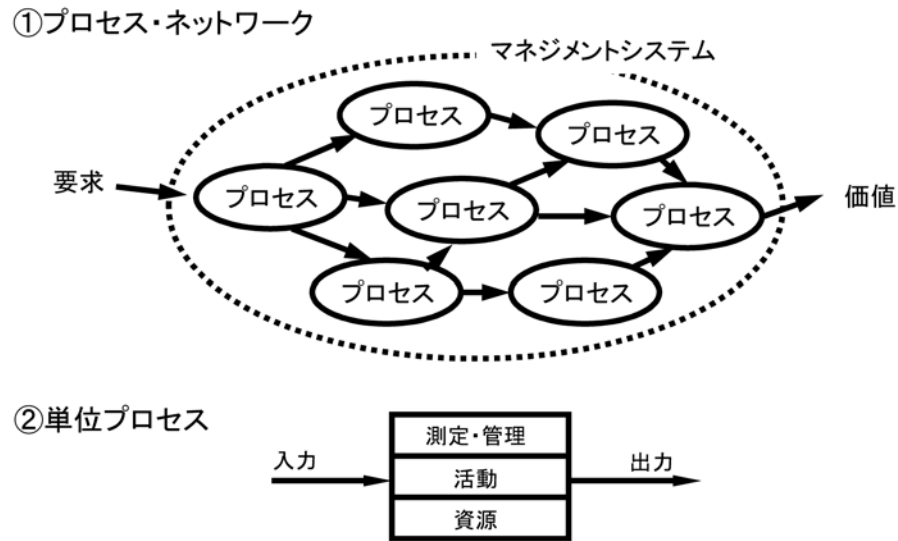 ①プロセス・ネットワーク
マネジメントシステム
プロセス
プロセス
要求
プロセス
プロセス
プロセス
価値
プロセス
プロセス
②単位プロセス
測定・管理
入力
活動
出力
資源